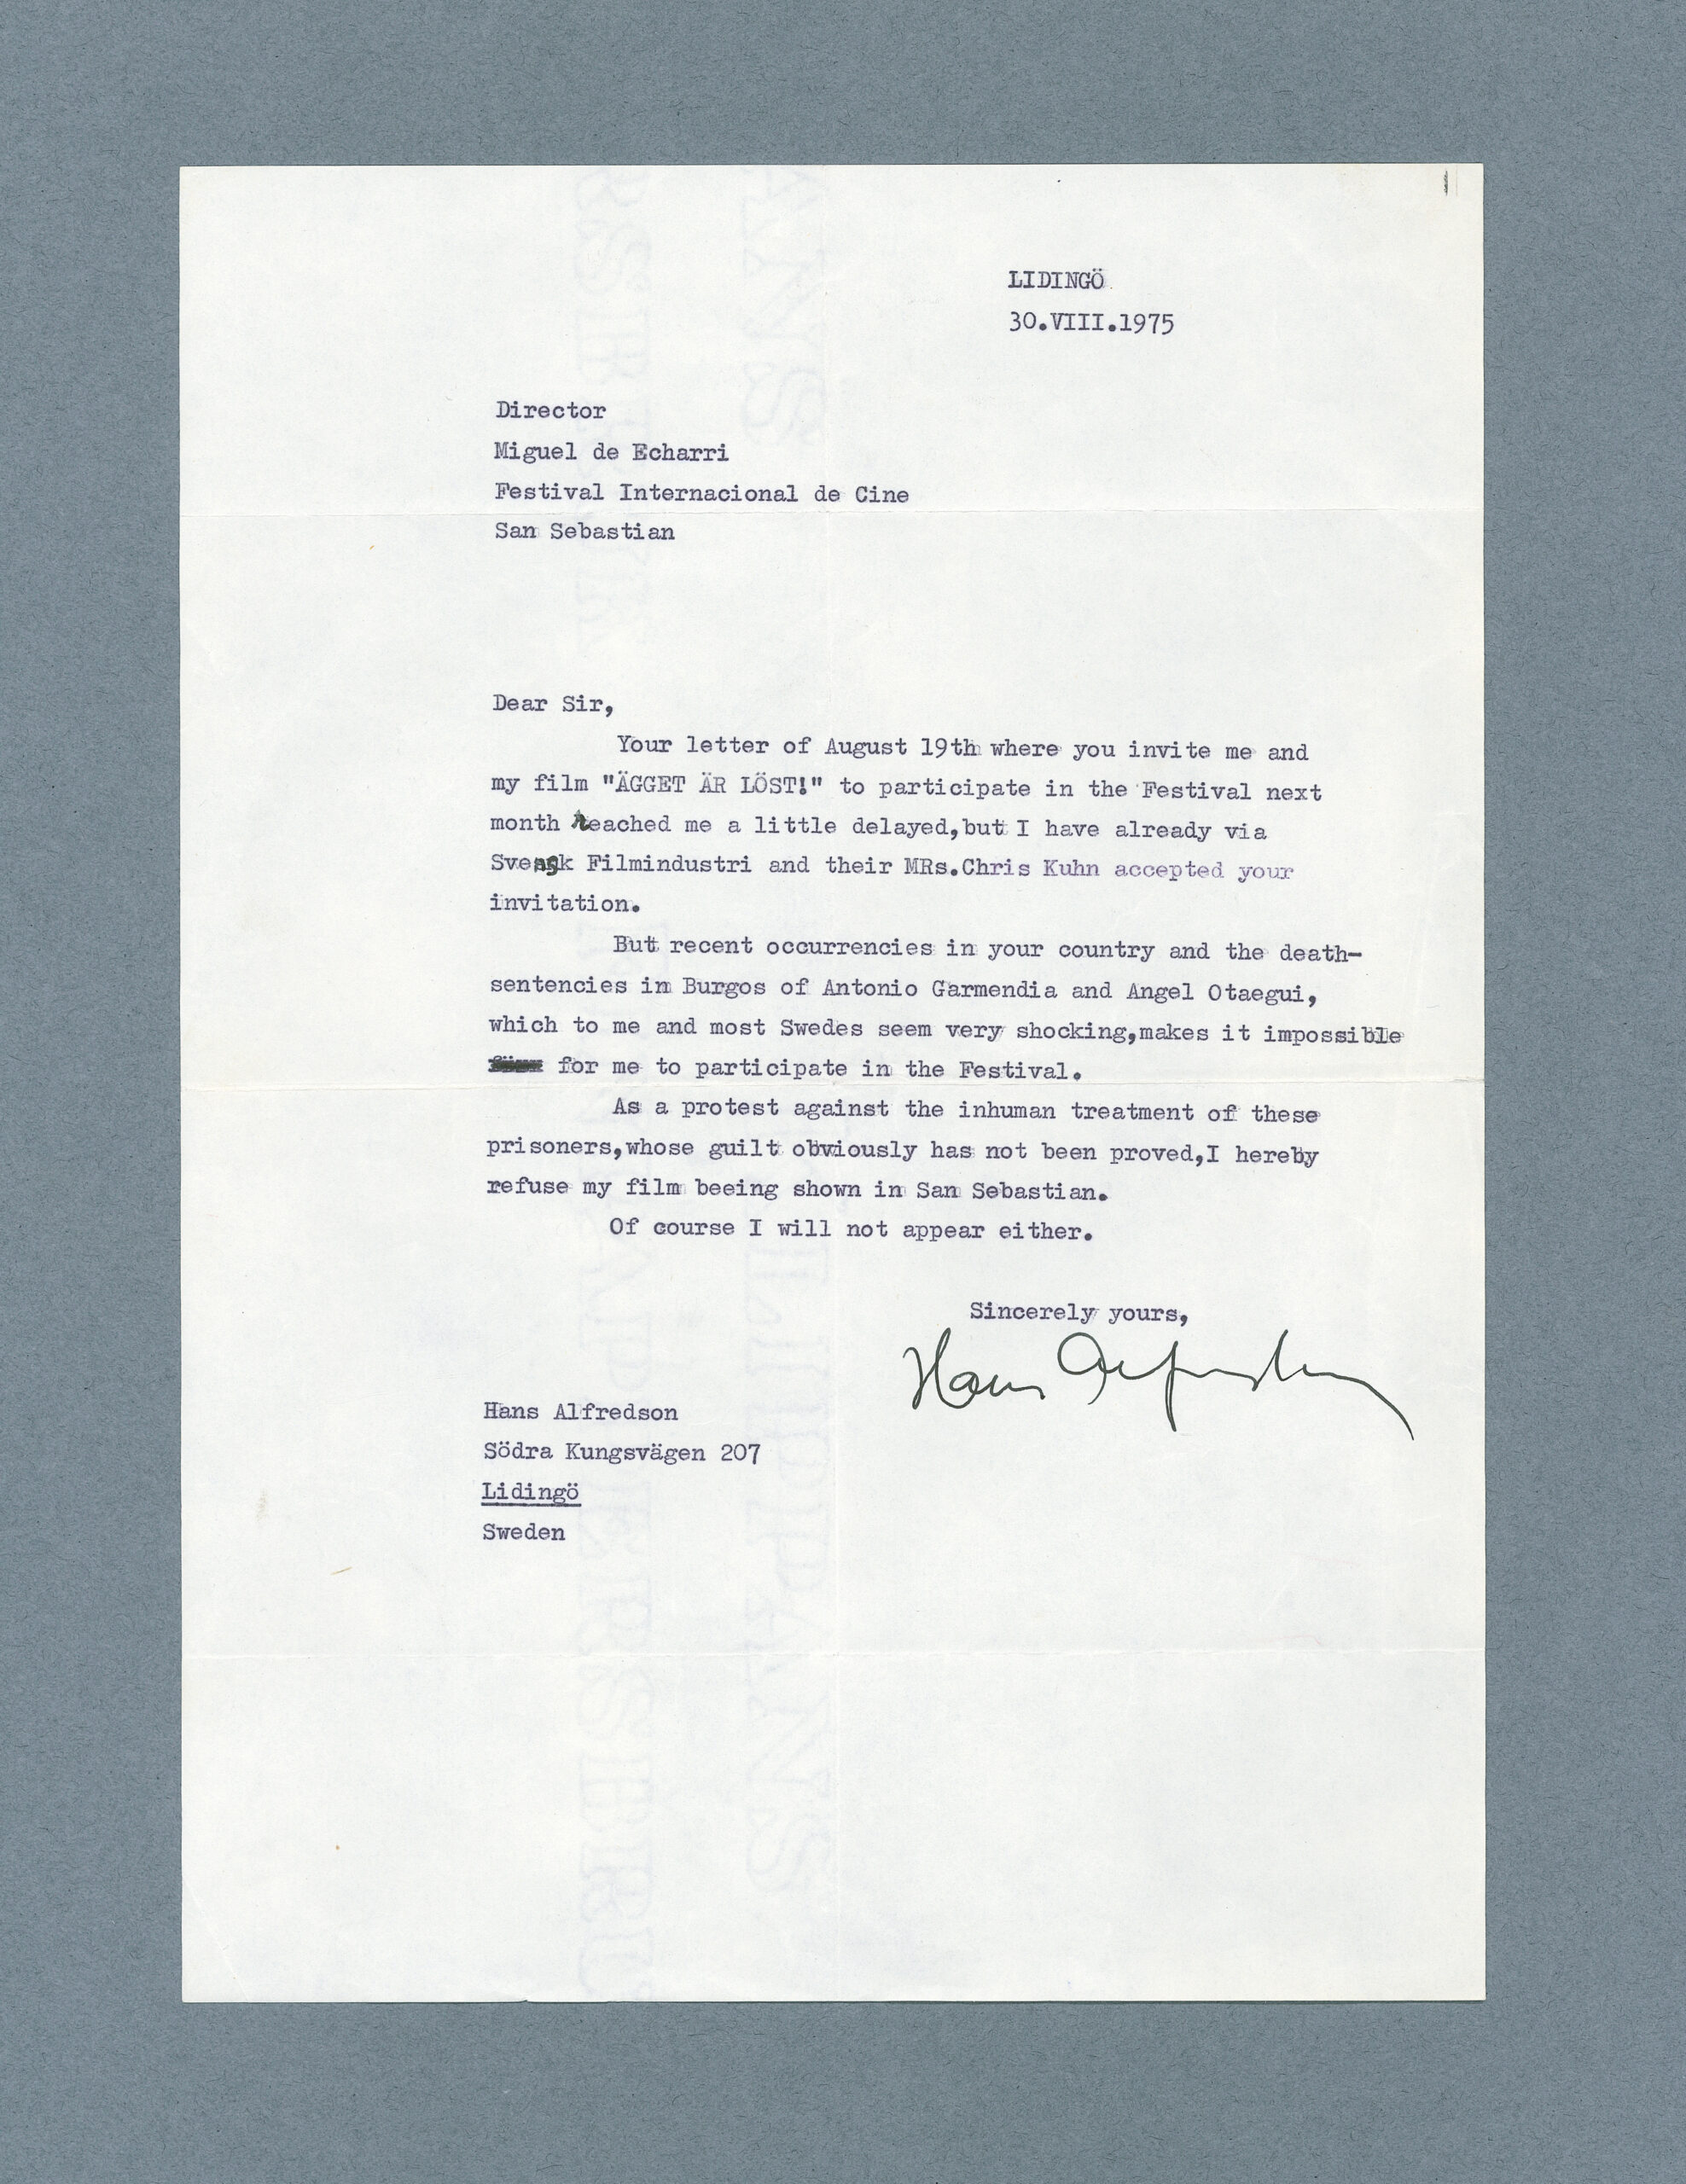 LIDINGÖ
30.VIII.1975
Director
Miguel de Echarri
Festival Internacional de Cine
San Sebastian
Dear Sir,
Your letter of August 19th where you invite me and
my film "ÄGGET ÄR LÖST!" to participate in the Festival next
month reached me a little delayed,but I have already via
Svensk Filmindustri and their MRs.Chris Kuhn accepted your
invitation.
But recent occurrencies in your country and the death-
sentencies in Burgos of Antonio Garmendia and Angel Otaegui,
which to me and most Swedes seem very shocking,makes it impossible
for me to participate in the Festival.
As a protest against the inhuman treatment of these
prisoners,whose guilt obviously has not been proved,I hereby
refuse my film beeing shown in San Sebastian.
Of course I will not appear either.
Sincerely yours,
Hans Alfredson
Hans Alfredson
Södra Kungsvägen 207
Lidingö
Sweden